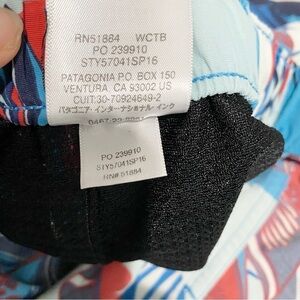 RN51884 WCTB
PO 239910
STY57041SP16
PATAGONIA P.O. BOX 150
VENTURA, CA 93002 US
CUIT:30-70924649-2
パタゴニア・インターナショナル・インク
PO 239910
STY57041SP16
RN# 51884